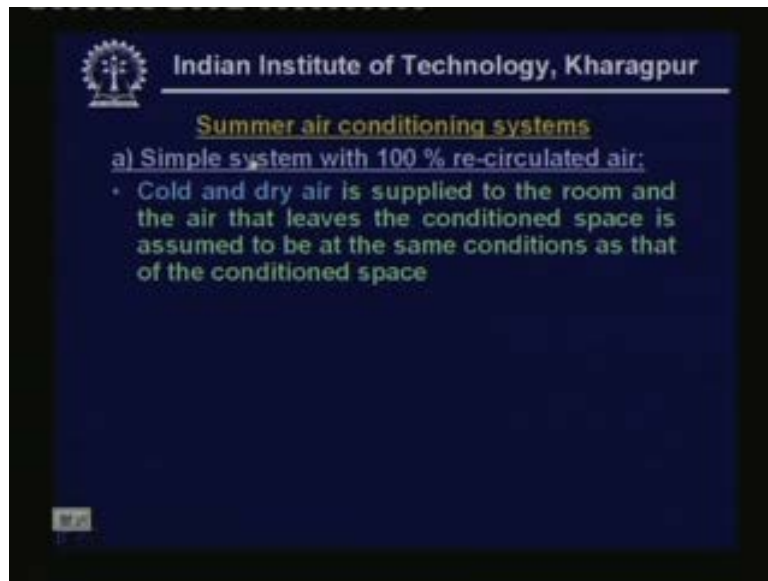 Indian Institute of Technology, Kharagpur
Summer air conditioning systems
a) Simple system with 100 % re-circulated air:
• Cold and dry air is supplied to the room and
the air that leaves the conditioned space is
assumed to be at the same conditions as that
of the conditioned space